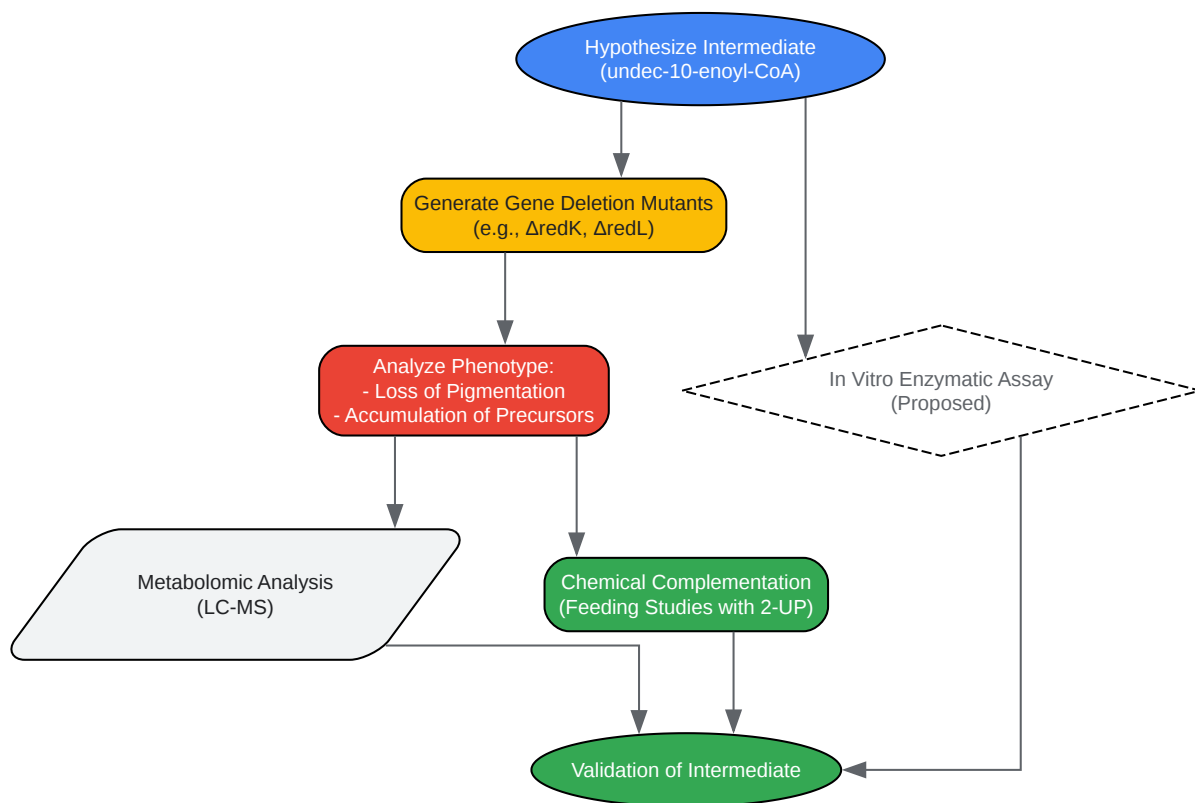 Hypothesize Intermediate
(undec-10-enoyl-CoA)
Generate Gene Deletion Mutants
(e.g., ΔredK, ΔredL)
Analyze Phenotype:
- Loss of Pigmentation
- Accumulation of Precursors
In Vitro Enzymatic Assay
(Proposed)
Metabolomic Analysis
(LC-MS)
Chemical Complementation
(Feeding Studies with 2-UP)
Validation of Intermediate